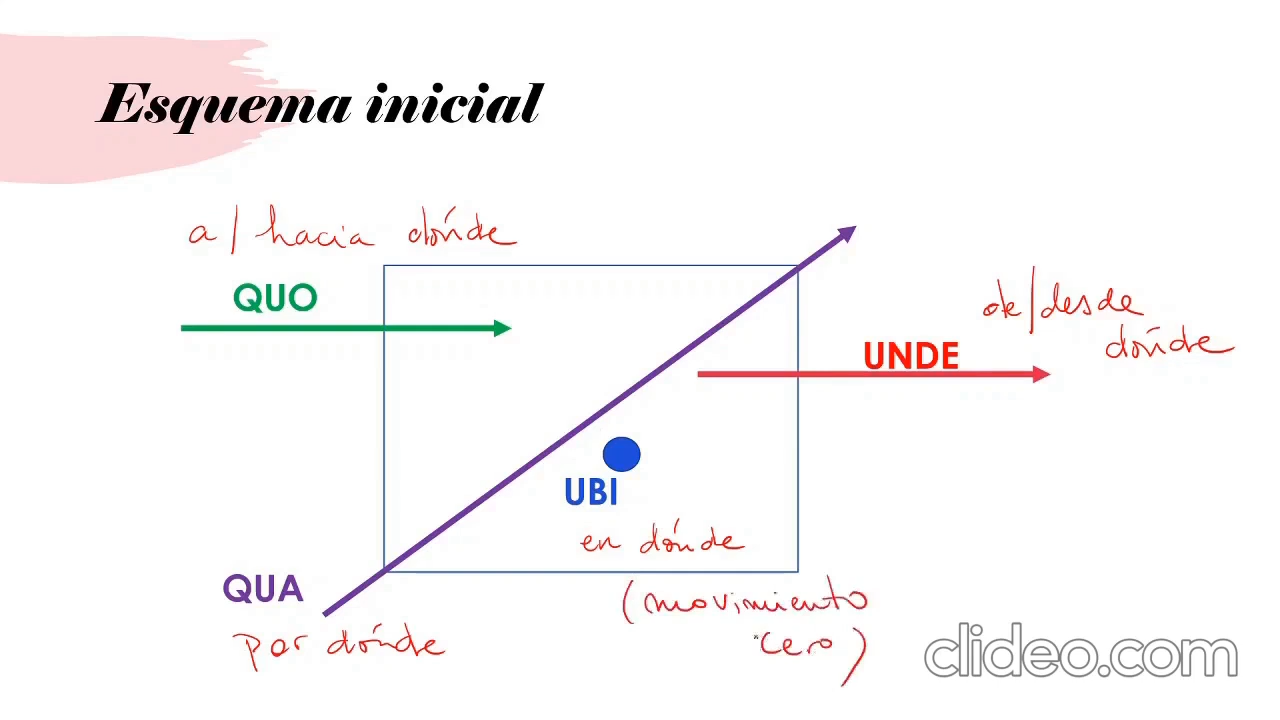 Esquema inicial
a/hacia dónde
QUO
de/desde
dónde
UNDE
UBI
en dónde
QUA
(movimiento
cero)
por dónde
clideo.com